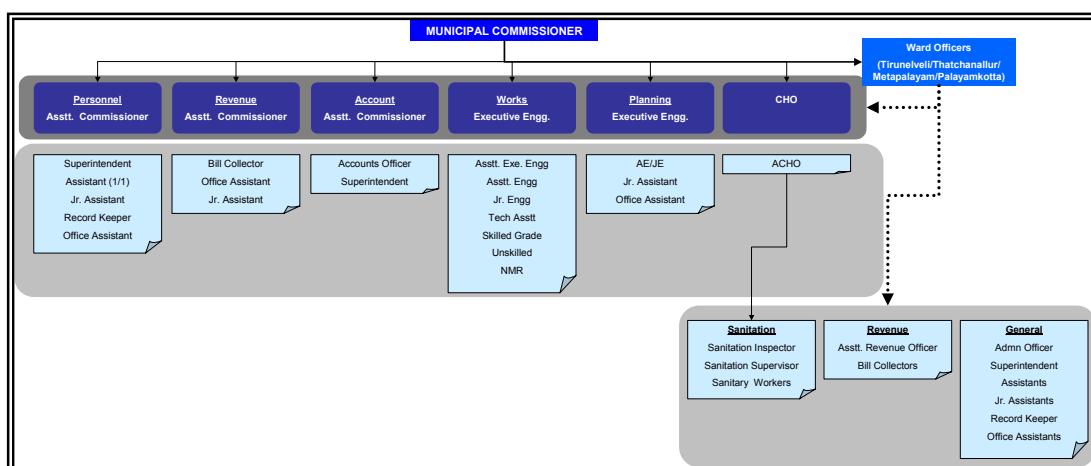 MUNICIPAL COMMISSIONER
Ward Officers
(Tirunelveli/Thatchanallur/
Metapalayam/Palayamkotta)
Personnel
Asstt. Commissioner
Revenue
Asstt. Commissioner
Account
Asstt. Commissioner
Works
Executive Engg.
Planning
Executive Engg.
CHO
Superintendent
Assistant (1/1)
Jr. Assistant
Record Keeper
Office Assistant
Bill Collector
Office Assistant
Jr. Assistant
Accounts Officer
Superintendent
Asstt. Exe. Engg
Asstt. Engg
Jr. Engg
Tech Asstt
Skilled Grade
Unskilled
NMR
AE/JE
Jr. Assistant
Office Assistant
ACHO
Sanitation
Sanitation Inspector
Sanitation Supervisor
Sanitary Workers
Revenue
Asstt. Revenue Officer
Bill Collectors
General
Admn Officer
Superintendent
Assistants
Jr. Assistants
Record Keeper
Office Assistants